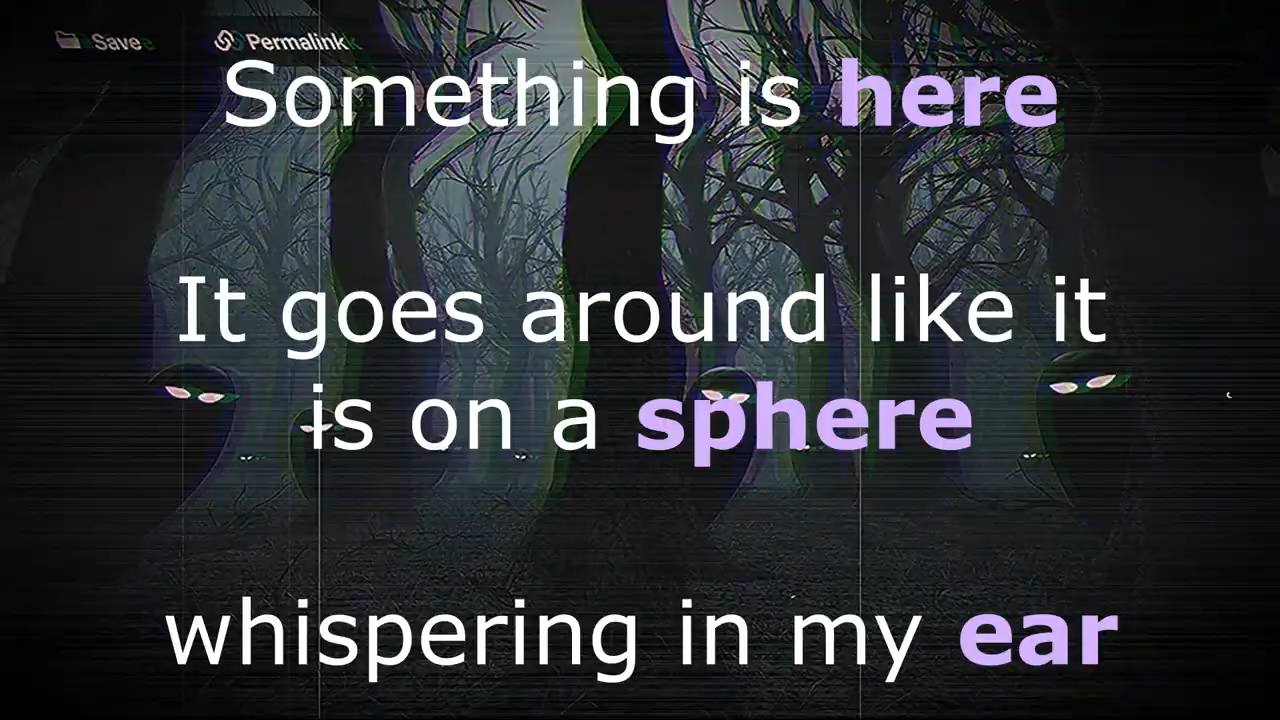 Save Permalink
Something is here
It goes around like it
is on a sphere
whispering in my ear